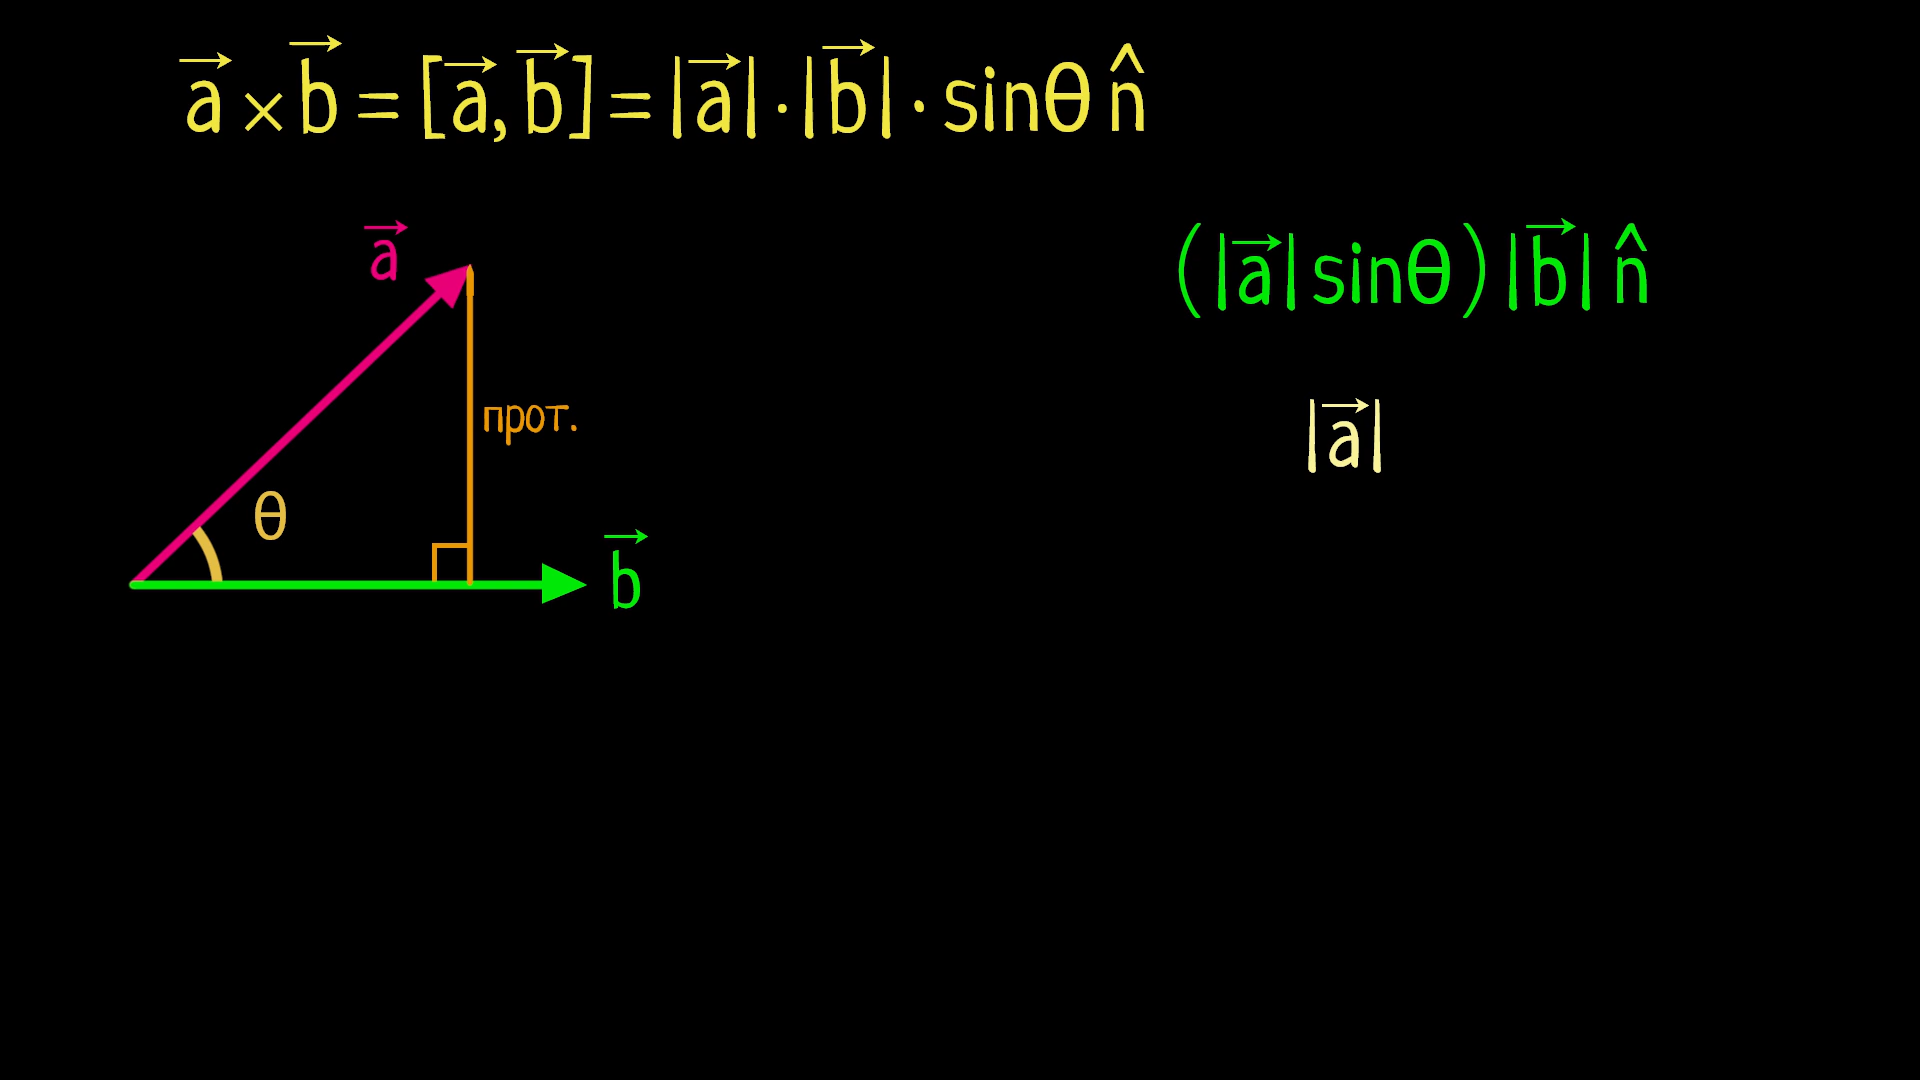 a⃗ × b⃗ = [a⃗, b⃗] = |a⃗| · |b⃗| · sinθ n̂
a⃗
(|a⃗| sinθ) |b⃗| n̂
прот.
|a⃗|
θ
b⃗